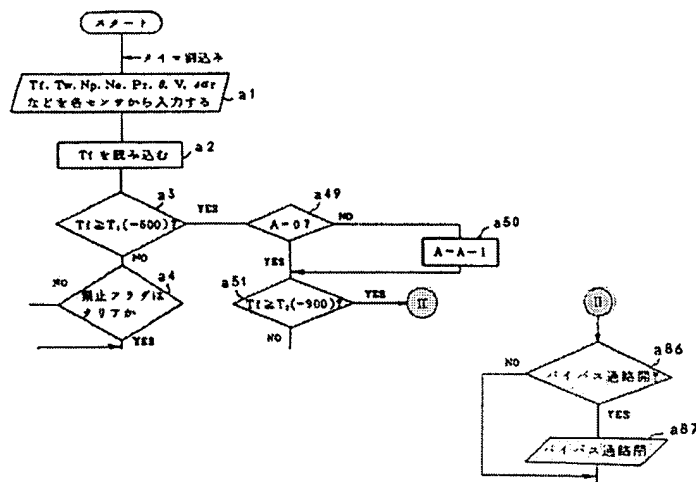 スタート
タイマ割込み
Tf, Tw, Np, Ne, Pr, θ, V, σαr
などを各センサから入力する
a1
Tfを読み込む
a2
a3
Tf≧T₁(-600)?
YES
NO
a49
A=0?
NO
YES
a50
A=A-1
a4
禁止フラグは
クリアか
NO
YES
a51
Tf≧T₂(-900)?
YES
NO
II
II
a86
バイパス通路開?
NO
YES
a87
バイパス通路閉